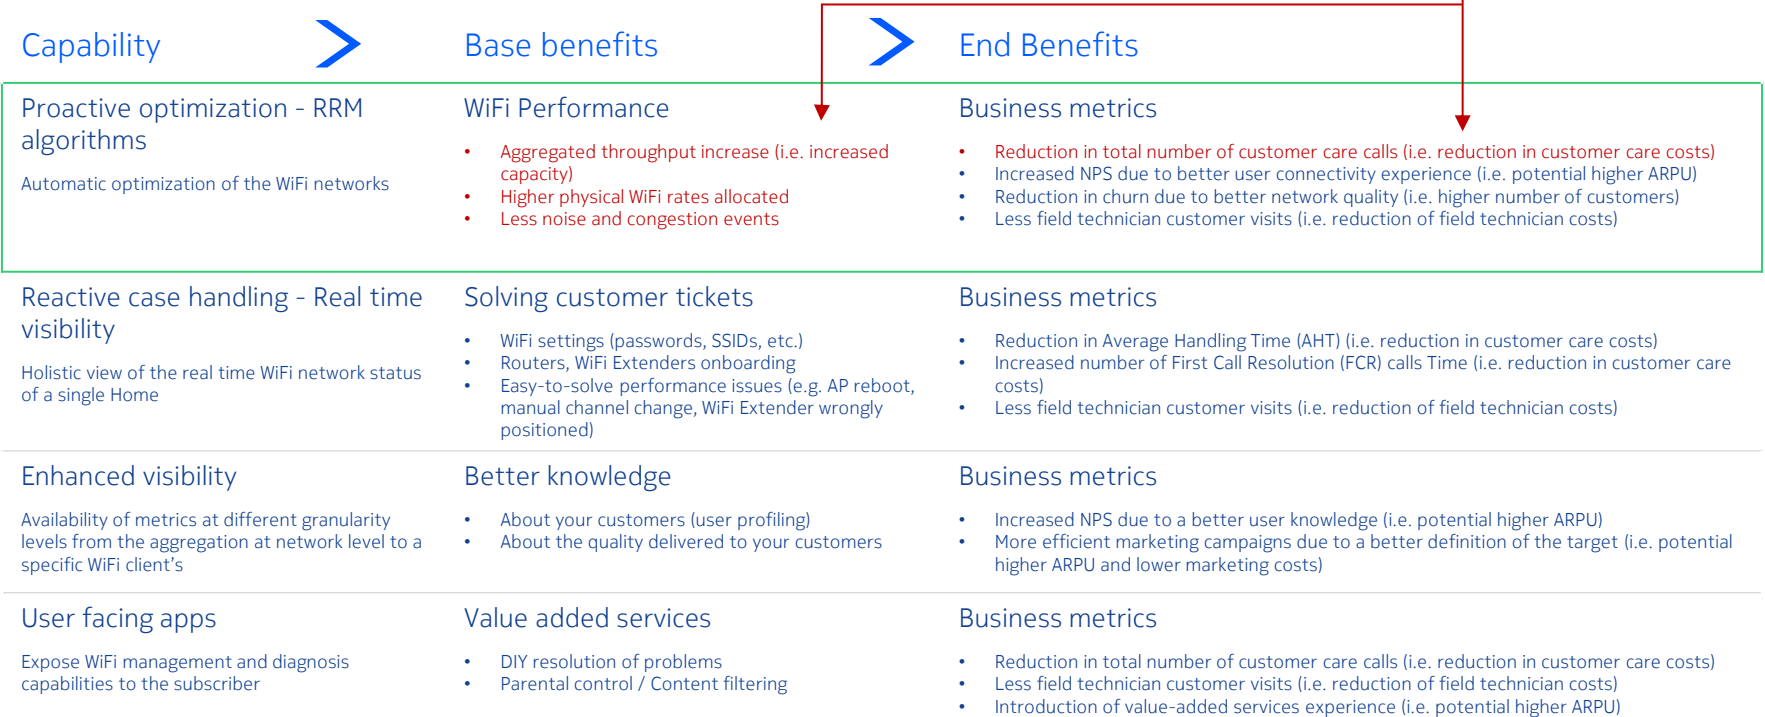 Capability
Base benefits
End Benefits
Proactive optimization - RRM
algorithms
Automatic optimization of the WiFi networks
WiFi Performance
• Aggregated throughput increase (i.e. increased
capacity)
• Higher physical WiFi rates allocated
• Less noise and congestion events
Business metrics
• Reduction in total number of customer care calls (i.e. reduction in customer care costs)
• Increased NPS due to better user connectivity experience (i.e. potential higher ARPU)
• Reduction in churn due to better network quality (i.e. higher number of customers)
• Less field technician customer visits (i.e. reduction of field technician costs)
Reactive case handling - Real time
visibility
Holistic view of the real time WiFi network status
of a single Home
Solving customer tickets
• WiFi settings (passwords, SSIDs, etc.)
• Routers, WiFi Extenders onboarding
• Easy-to-solve performance issues (e.g. AP reboot,
manual channel change, WiFi Extender wrongly
positioned)
Business metrics
• Reduction in Average Handling Time (AHT) (i.e. reduction in customer care costs)
• Increased number of First Call Resolution (FCR) calls Time (i.e. reduction in customer care
costs)
• Less field technician customer visits (i.e. reduction of field technician costs)
Enhanced visibility
Availability of metrics at different granularity
levels from the aggregation at network level to a
specific WiFi client's
Better knowledge
• About your customers (user profiling)
• About the quality delivered to your customers
Business metrics
• Increased NPS due to a better user knowledge (i.e. potential higher ARPU)
• More efficient marketing campaigns due to a better definition of the target (i.e. potential
higher ARPU and lower marketing costs)
User facing apps
Expose WiFi management and diagnosis
capabilities to the subscriber
Value added services
• DIY resolution of problems
• Parental control / Content filtering
Business metrics
• Reduction in total number of customer care calls (i.e. reduction in customer care costs)
• Less field technician customer visits (i.e. reduction of field technician costs)
• Introduction of value-added services experience (i.e. potential higher ARPU)